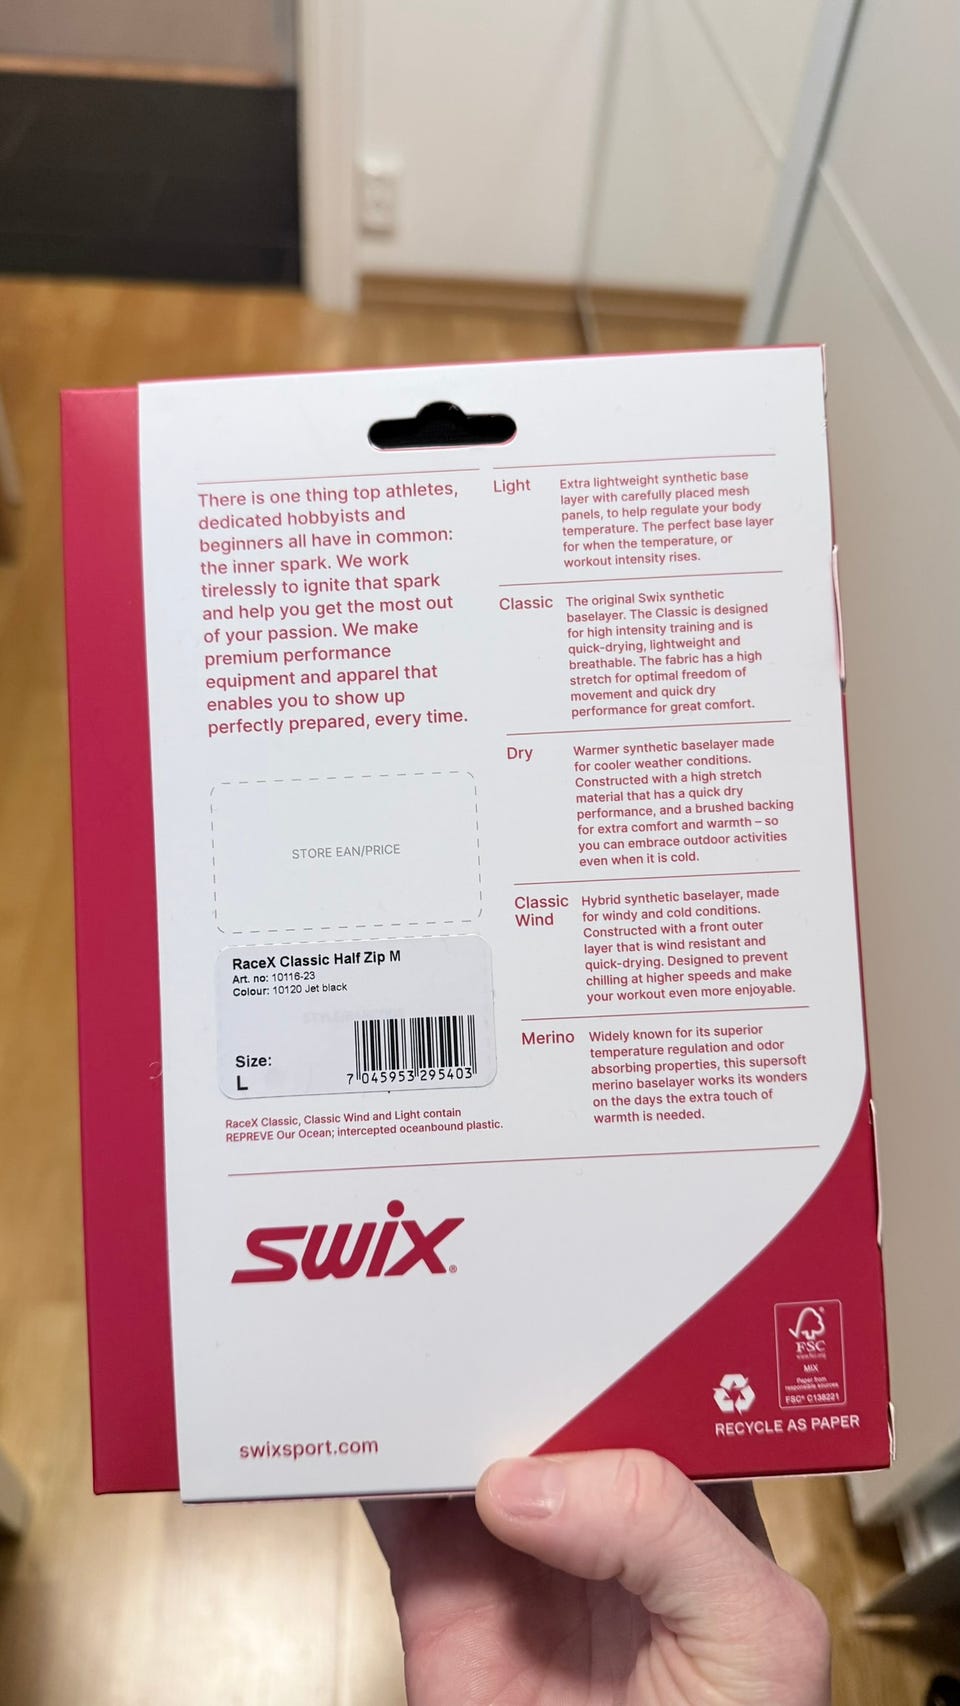 There is one thing top athletes,
dedicated hobbyists and
beginners all have in common:
the inner spark. We work
tirelessly to ignite that spark
and help you get the most out
of your passion. We make
premium performance
equipment and apparel that
enables you to show up
perfectly prepared, every time.
STORE EAN/PRICE
RaceX Classic Half Zip M
Art. no: 10116-23
Colour: 10120 Jet black
Size:
L
7 045953 295403
RaceX Classic, Classic Wind and Light contain
REPREVE Our Ocean; intercepted oceanbound plastic.
Light
Extra lightweight synthetic base
layer with carefully placed mesh
panels, to help regulate your body
temperature. The perfect base layer
for when the temperature, or
workout intensity rises.
Classic
The original Swix synthetic
baselayer. The Classic is designed
for high intensity training and is
quick-drying, lightweight and
breathable. The fabric has a high
stretch for optimal freedom of
movement and quick dry
performance for great comfort.
Dry
Warmer synthetic baselayer made
for cooler weather conditions.
Constructed with a high stretch
material that has a quick dry
performance, and a brushed backing
for extra comfort and warmth – so
you can embrace outdoor activities
even when it is cold.
Classic
Wind
Hybrid synthetic baselayer, made
for windy and cold conditions.
Constructed with a front outer
layer that is wind resistant and
quick-drying. Designed to prevent
chilling at higher speeds and make
your workout even more enjoyable.
Merino
Widely known for its superior
temperature regulation and odor
absorbing properties, this supersoft
merino baselayer works its wonders
on the days the extra touch of
warmth is needed.
swix®
swixsport.com
FSC
www.fsc.org
MIX
Paper from
responsible sources
FSC® C138221
RECYCLE AS PAPER